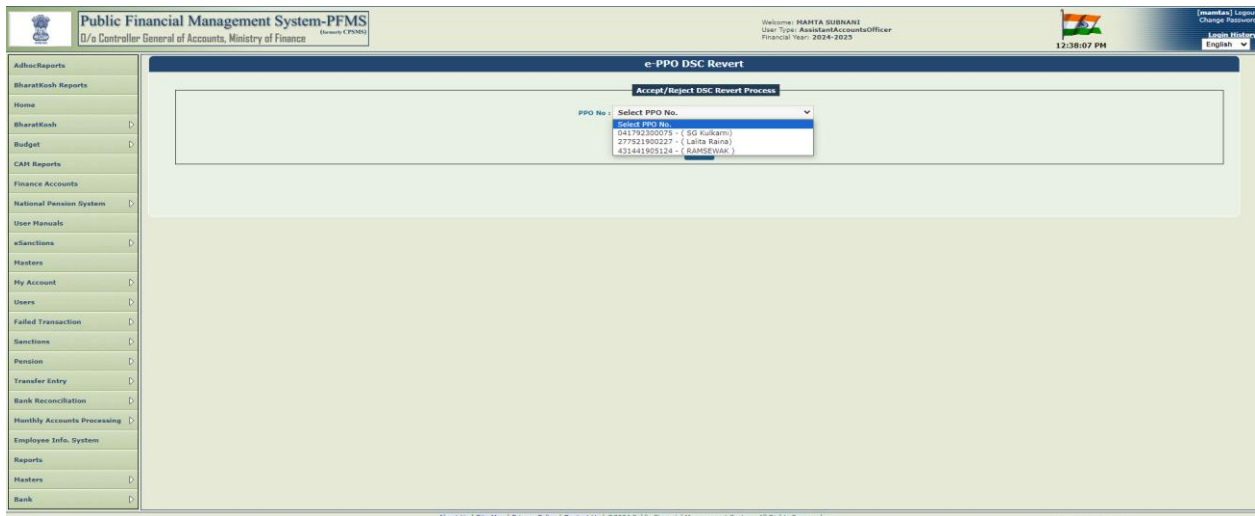 Public Financial Management System-PFMS
(formerly CPSMS)
O/o Controller General of Accounts, Ministry of Finance
Welcome: MAMTA SUBNANI
User Type: AssistantAccountsOfficer
Financial Year: 2024-2025
12:38:07 PM
[mamtas] Logout
Change Password
Login History
English
AdhocReports
BharatKosh Reports
Home
BharatKosh
Budget
CAM Reports
Finance Accounts
National Pension System
User Manuals
eSanctions
Masters
My Account
Users
Failed Transaction
Sanctions
Pension
Transfer Entry
Bank Reconciliation
Monthly Accounts Processing
Employee Info. System
Reports
Masters
Bank
e-PPO DSC Revert
Accept/Reject DSC Revert Process
PPO No : Select PPO No.
Select PPO No.
041792300075 - ( SG Kulkarni)
277521900227 - ( Lalita Raina)
431441905124 - ( RAMSEWAK )